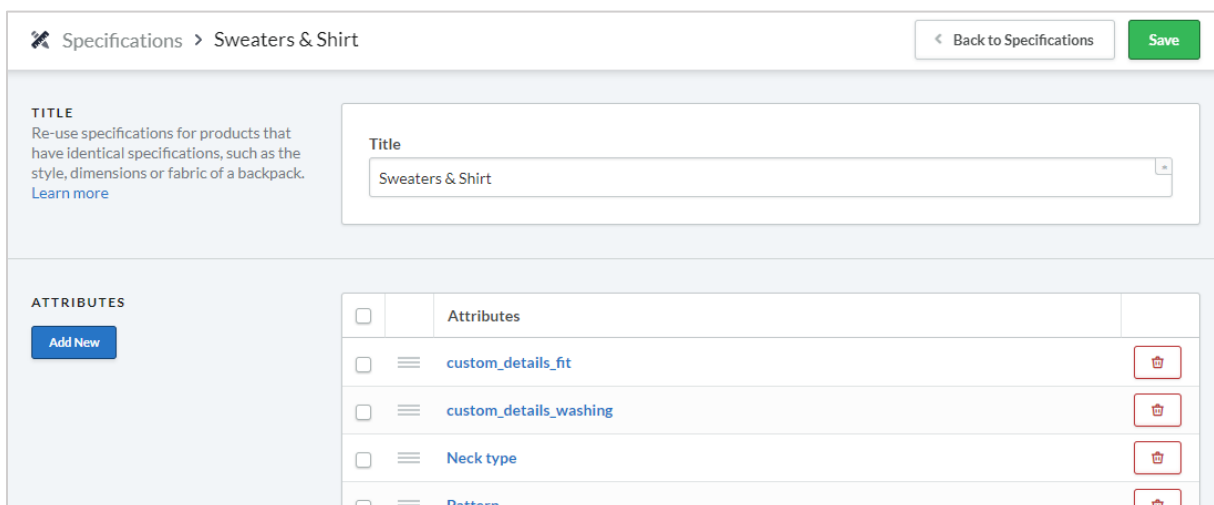 Specifications > Sweaters & Shirt
< Back to Specifications
Save
TITLE
Re-use specifications for products that
have identical specifications, such as the
style, dimensions or fabric of a backpack.
Learn more
Title
Sweaters & Shirt
ATTRIBUTES
Add New
Attributes
custom_details_fit
custom_details_washing
Neck type
Pattern